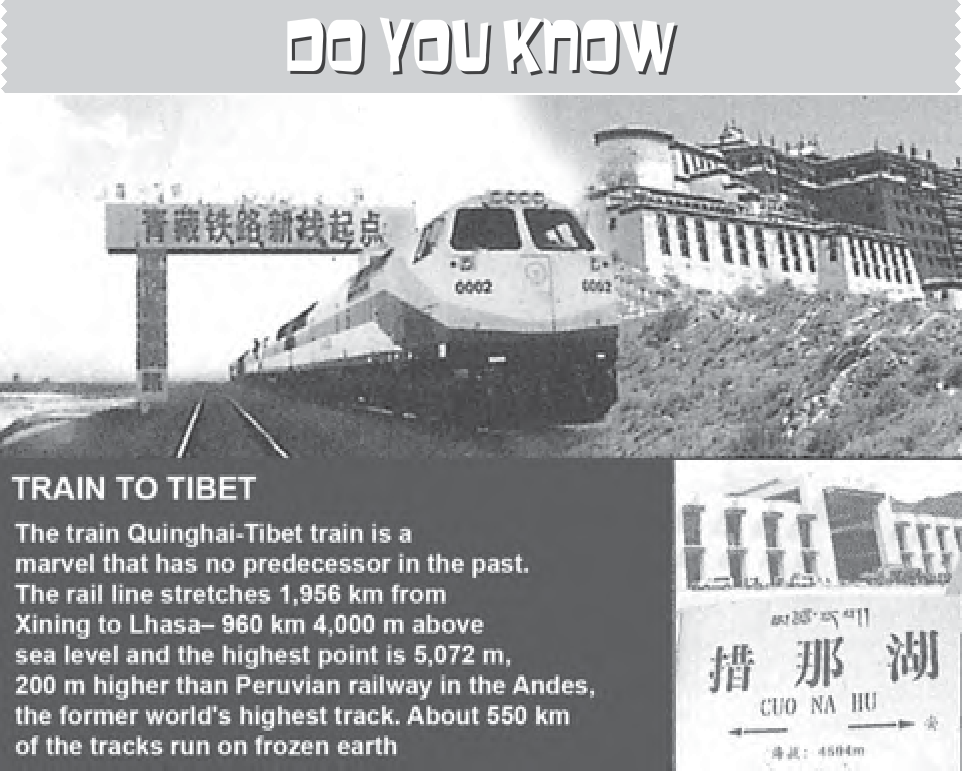 DO YOU KNOW
青藏铁路新线起点
0002
0002
TRAIN TO TIBET
The train Quinghai-Tibet train is a
marvel that has no predecessor in the past.
The rail line stretches 1,956 km from
Xining to Lhasa– 960 km 4,000 m above
sea level and the highest point is 5,072 m,
200 m higher than Peruvian railway in the Andes,
the former world's highest track. About 550 km
of the tracks run on frozen earth
措 那 湖
CUO NA HU
4594m